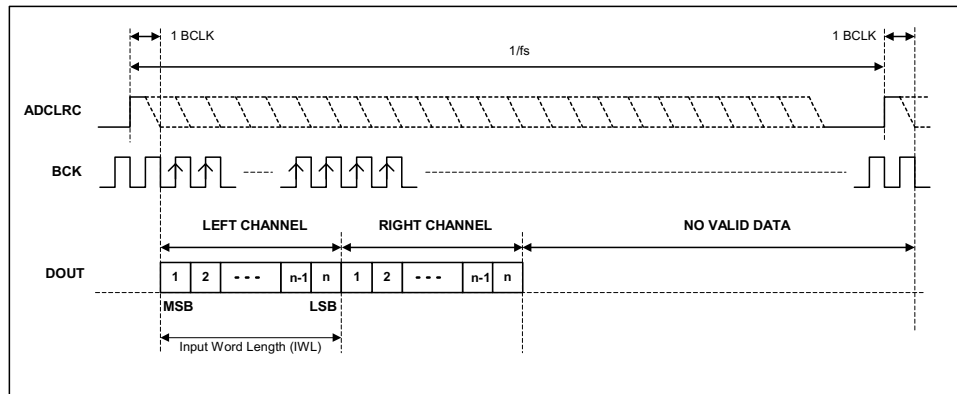 1 BCLK 1 BCLK
1/fs
ADCLRC
BCK
LEFT CHANNEL RIGHT CHANNEL NO VALID DATA
DOUT 1 2 - - - n-1 n 1 2 - - - n-1 n
MSB LSB
Input Word Length (IWL)